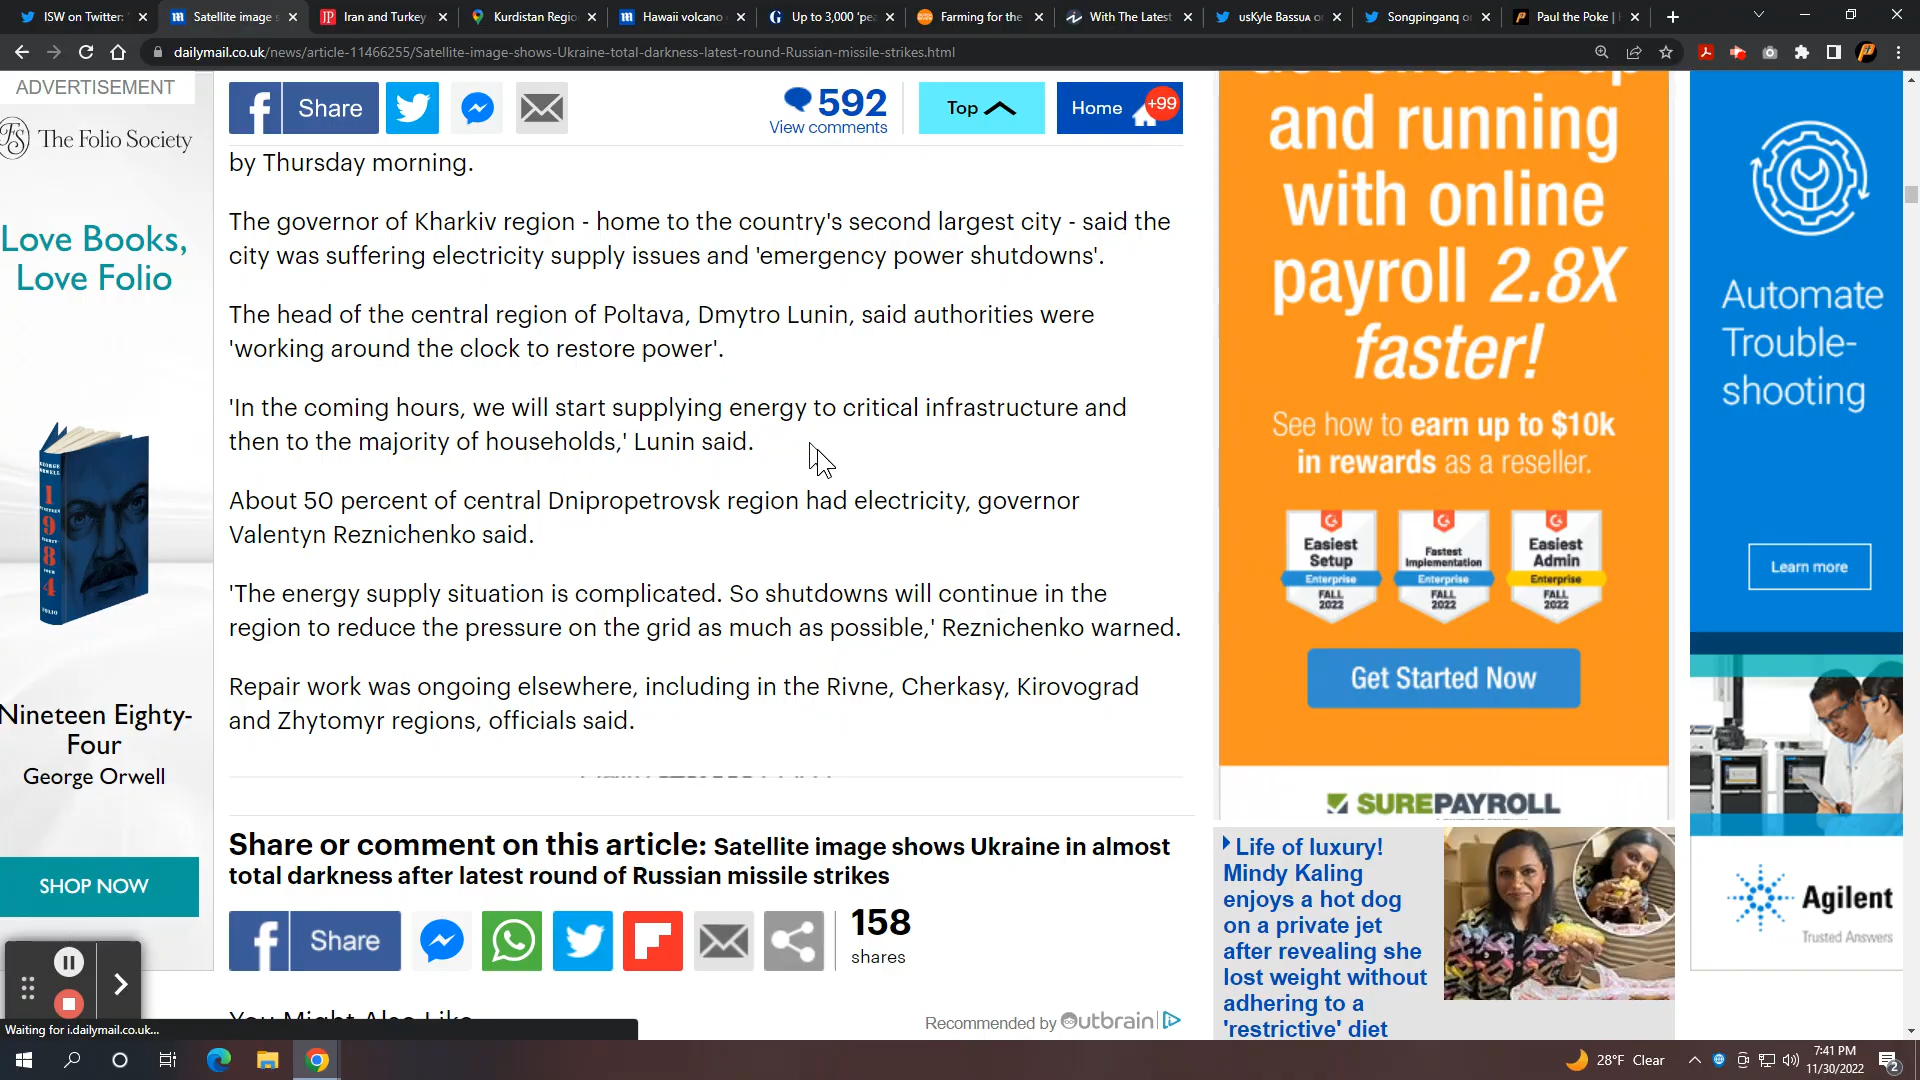 ISW on Twitter:
Satellite image s
Iran and Turkey
Kurdistan Regio
Hawaii volcano
Up to 3,000 'pe
Farming for the
With The Latest
usKyle Bassua o
Songpinganq o
Paul the Poke |
dailymail.co.uk/news/article-11466255/Satellite-image-shows-Ukraine-total-darkness-latest-round-Russian-missile-strikes.html
ADVERTISEMENT
The Folio Society
Love Books,
Love Folio
1
9
8
4
Nineteen Eighty-
Four
George Orwell
SHOP NOW
Share
592
View comments
Top
Home
+99
by Thursday morning.
The governor of Kharkiv region - home to the country's second largest city - said the
city was suffering electricity supply issues and 'emergency power shutdowns'.
The head of the central region of Poltava, Dmytro Lunin, said authorities were
'working around the clock to restore power'.
'In the coming hours, we will start supplying energy to critical infrastructure and
then to the majority of households,' Lunin said.
About 50 percent of central Dnipropetrovsk region had electricity, governor
Valentyn Reznichenko said.
'The energy supply situation is complicated. So shutdowns will continue in the
region to reduce the pressure on the grid as much as possible,' Reznichenko warned.
Repair work was ongoing elsewhere, including in the Rivne, Cherkasy, Kirovograd
and Zhytomyr regions, officials said.
Share or comment on this article: Satellite image shows Ukraine in almost
total darkness after latest round of Russian missile strikes
Share
158
shares
You Might Also Like
Recommended by Outbrain
and running
with online
payroll 2.8X
faster!
See how to earn up to $10k
in rewards as a reseller.
Easiest
Setup
Enterprise
FALL
2022
Fastest
Implementation
Enterprise
FALL
2022
Easiest
Admin
Enterprise
FALL
2022
Get Started Now
SUREPAYROLL
Life of luxury!
Mindy Kaling
enjoys a hot dog
on a private jet
after revealing she
lost weight without
adhering to a
'restrictive' diet
Automate
Trouble-
shooting
Learn more
Agilent
Trusted Answers
Waiting for i.dailymail.co.uk...
28°F Clear
7:41 PM
11/30/2022
2